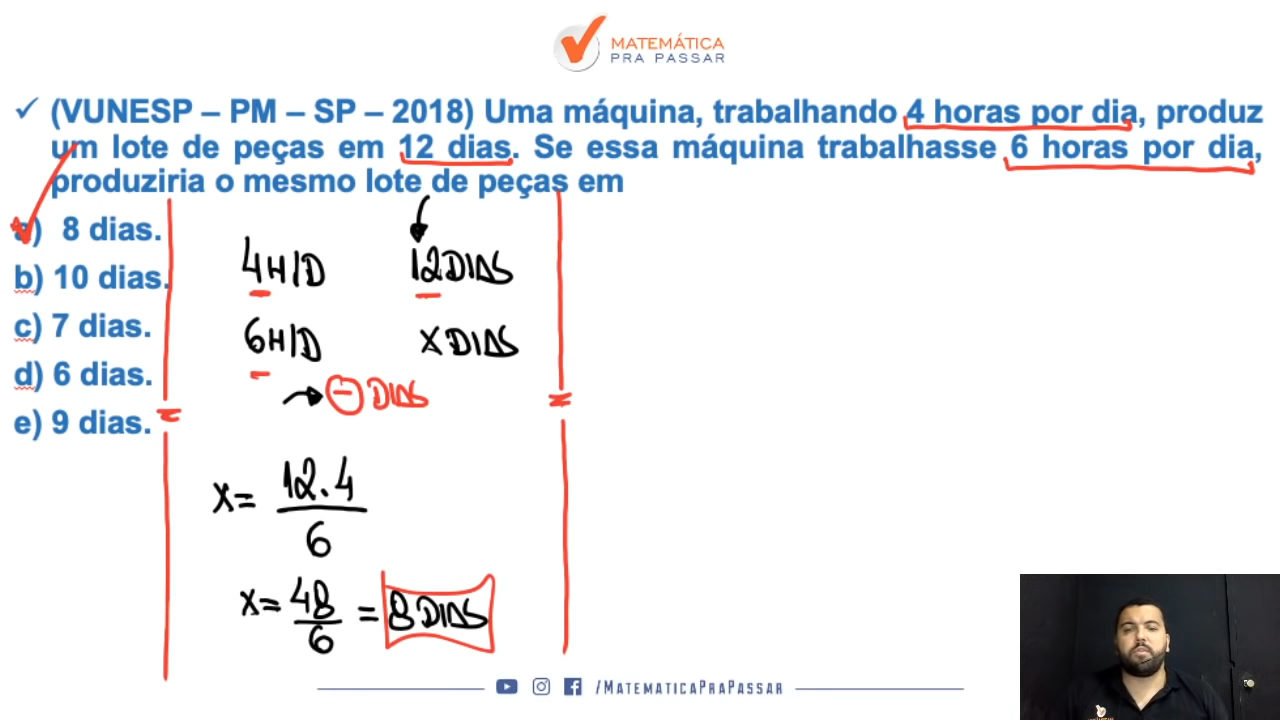 MATEMÁTICA
PRA PASSAR
✓ (VUNESP – PM – SP – 2018) Uma máquina, trabalhando 4 horas por dia, produz
um lote de peças em 12 dias. Se essa máquina trabalhasse 6 horas por dia,
produziria o mesmo lote de peças em
a) 8 dias.
b) 10 dias.
c) 7 dias.
d) 6 dias.
e) 9 dias.
4H/D 12DIAS
6H/D X DIAS
→ - DIAS
X= 12.4
6
X= 48 = 8 DIAS
6
/MATEMATICAPRAPASSAR